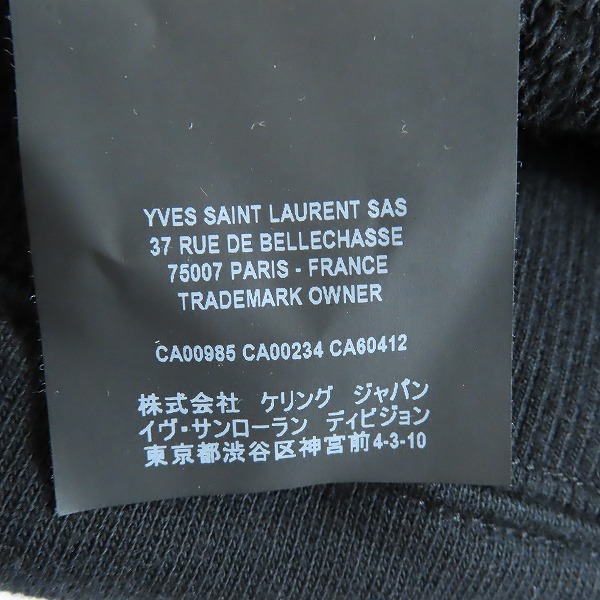 YVES SAINT LAURENT SAS
37 RUE DE BELLECHASSE
75007 PARIS - FRANCE
TRADEMARK OWNER
CA00985 CA00234 CA60412
株式会社 ケリング ジャパン
イヴ・サンローラン ディビジョン
東京都渋谷区神宮前4-3-10